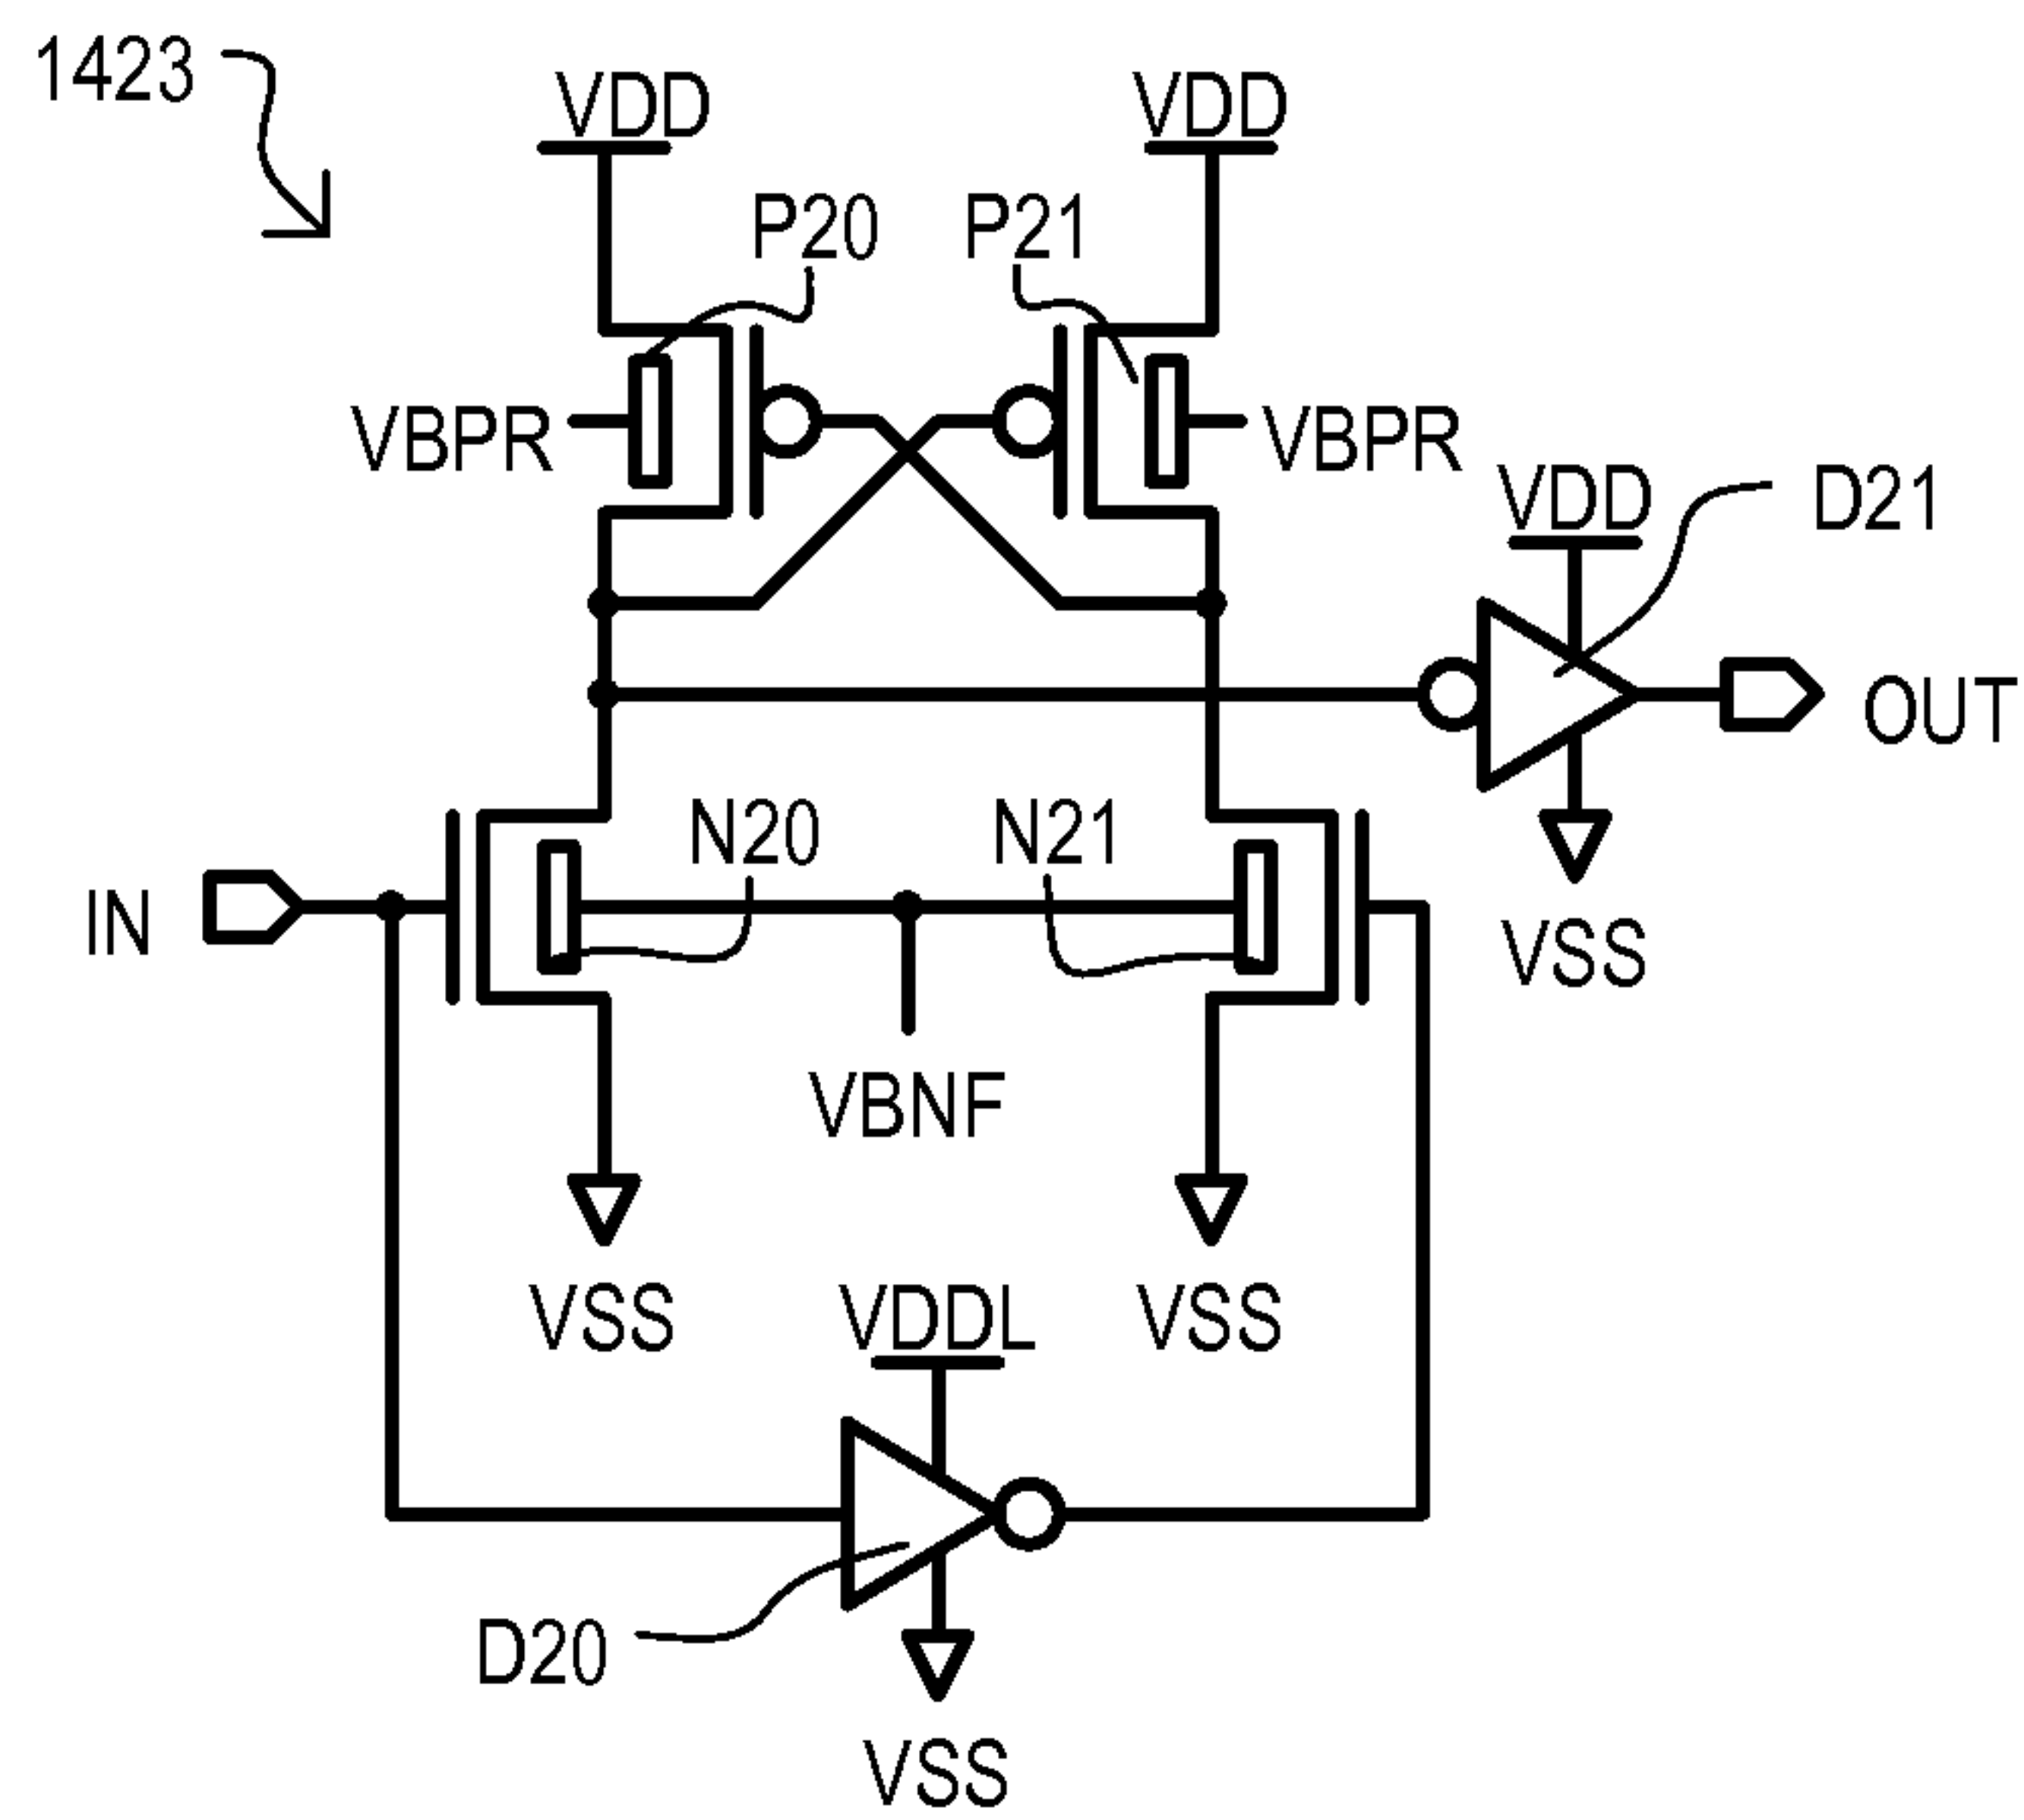 1423
VDD
VDD
P20
P21
VBPR
VBPR
VDD
D21
OUT
N20
N21
IN
VSS
VBNF
VSS
VDDL
VSS
D20
VSS